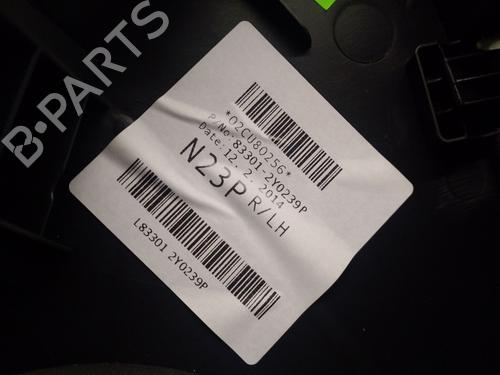 B-PARTS
*02CU80256*
P/No:83301-2Y0239P
Date:12. 2. 2014
N23P R/LH
L83301 2Y0239P